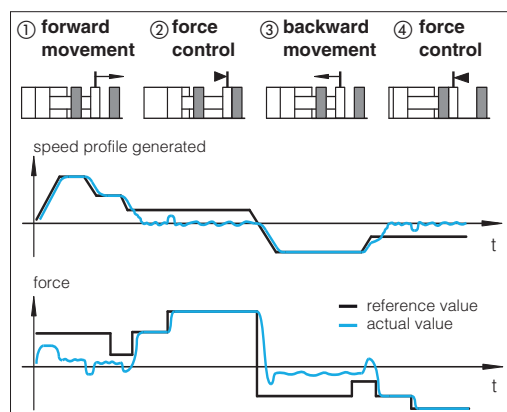 ① forward movement
② force control
③ backward movement
④ force control
speed profile generated
t
force
reference value
actual value
t